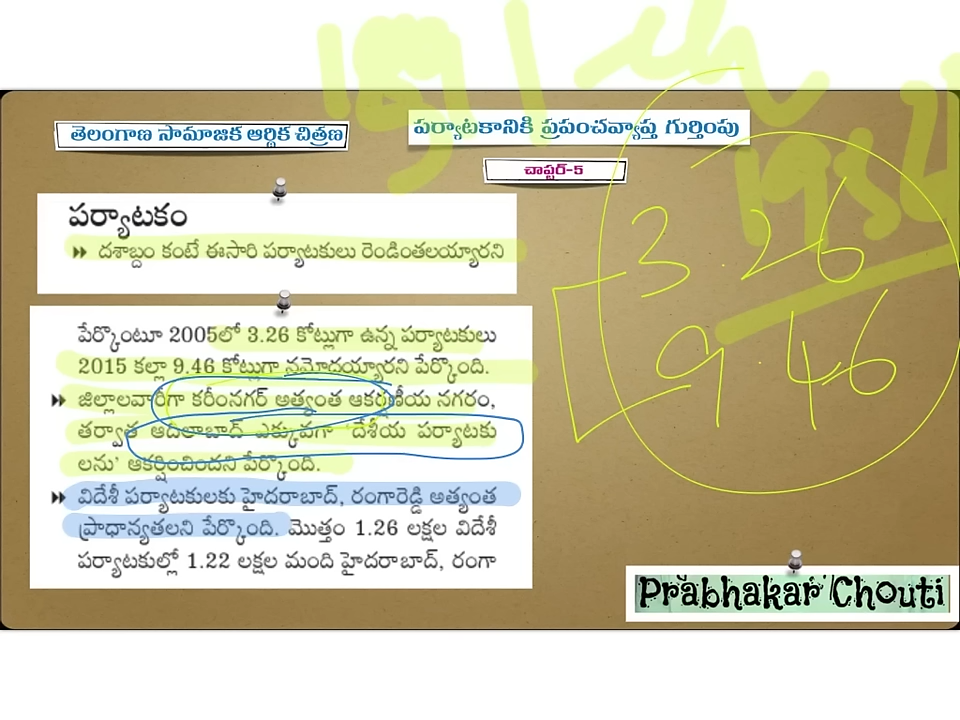 1971 ch
1984
తెలంగాణ సామాజిక ఆర్థిక చిత్రణ
పర్యాటకానికి ప్రపంచవ్యాప్త గుర్తింపు
చాప్టర్-5
పర్యాటకం
దశాబ్దం కంటే ఈసారి పర్యాటకులు రెండింతలయ్యారని
పేర్కొంటూ 2005లో 3.26 కోట్లుగా ఉన్న పర్యాటకులు
2015 కల్లా 9.46 కోట్లుగా నమోదయ్యారని పేర్కొంది.
జిల్లాలవారీగా కరీంనగర్ అత్యంత ఆకర్షణీయ నగరం,
తర్వాత ఆదిలాబాద్ ఎక్కువగా 'దేశీయ పర్యాటకు
లను' ఆకర్షించిందని పేర్కొంది.
విదేశీ పర్యాటకులకు హైదరాబాద్, రంగారెడ్డి అత్యంత
ప్రాధాన్యతలని పేర్కొంది. మొత్తం 1.26 లక్షల విదేశీ
పర్యాటకుల్లో 1.22 లక్షల మంది హైదరాబాద్, రంగా
3.26
9.46
Prabhakar Chouti